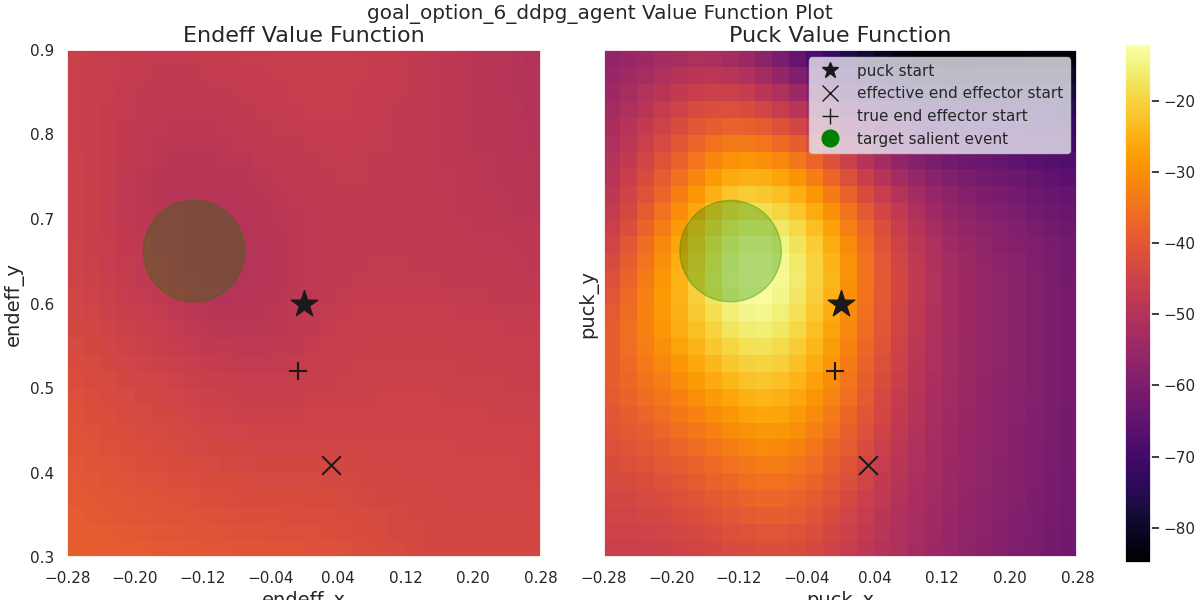 goal_option_6_ddpg_agent Value Function Plot
Endeff Value Function
Puck Value Function
endeff_y
0.9
0.8
0.7
0.6
0.5
0.4
0.3
−0.28 −0.20 −0.12 −0.04 0.04 0.12 0.20 0.28
endeff_x
puck_y
puck start
effective end effector start
true end effector start
target salient event
−0.28 −0.20 −0.12 −0.04 0.04 0.12 0.20 0.28
puck_x
−20
−30
−40
−50
−60
−70
−80